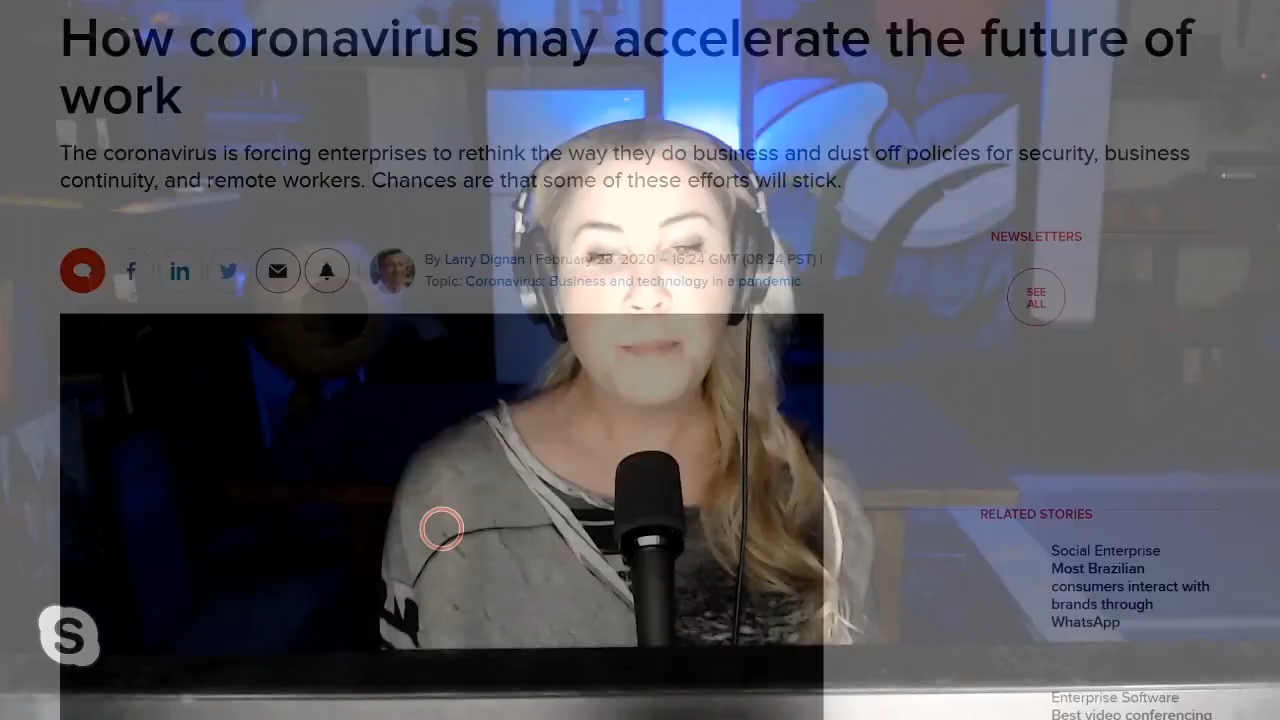 How coronavirus may accelerate the future of
work
The coronavirus is forcing enterprises to rethink the way they do business and dust off policies for security, business
continuity, and remote workers. Chances are that some of these efforts will stick.
NEWSLETTERS
By Larry Dignan | February 23, 2020 -- 16:24 GMT (08:24 PST) |
Topic: Coronavirus: Business and technology in a pandemic
SEE
ALL
RELATED STORIES
Social Enterprise
Most Brazilian
consumers interact with
brands through
WhatsApp
Enterprise Software
Best video conferencing